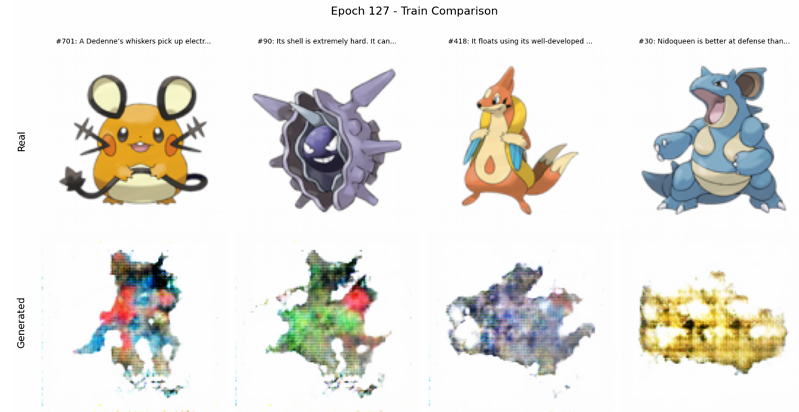 Epoch 127 - Train Comparison
#701: A Dedenne's whiskers pick up electr...
#90: Its shell is extremely hard. It can...
#418: It floats using its well-developed ...
#30: Nidoqueen is better at defense than...
Real
Generated